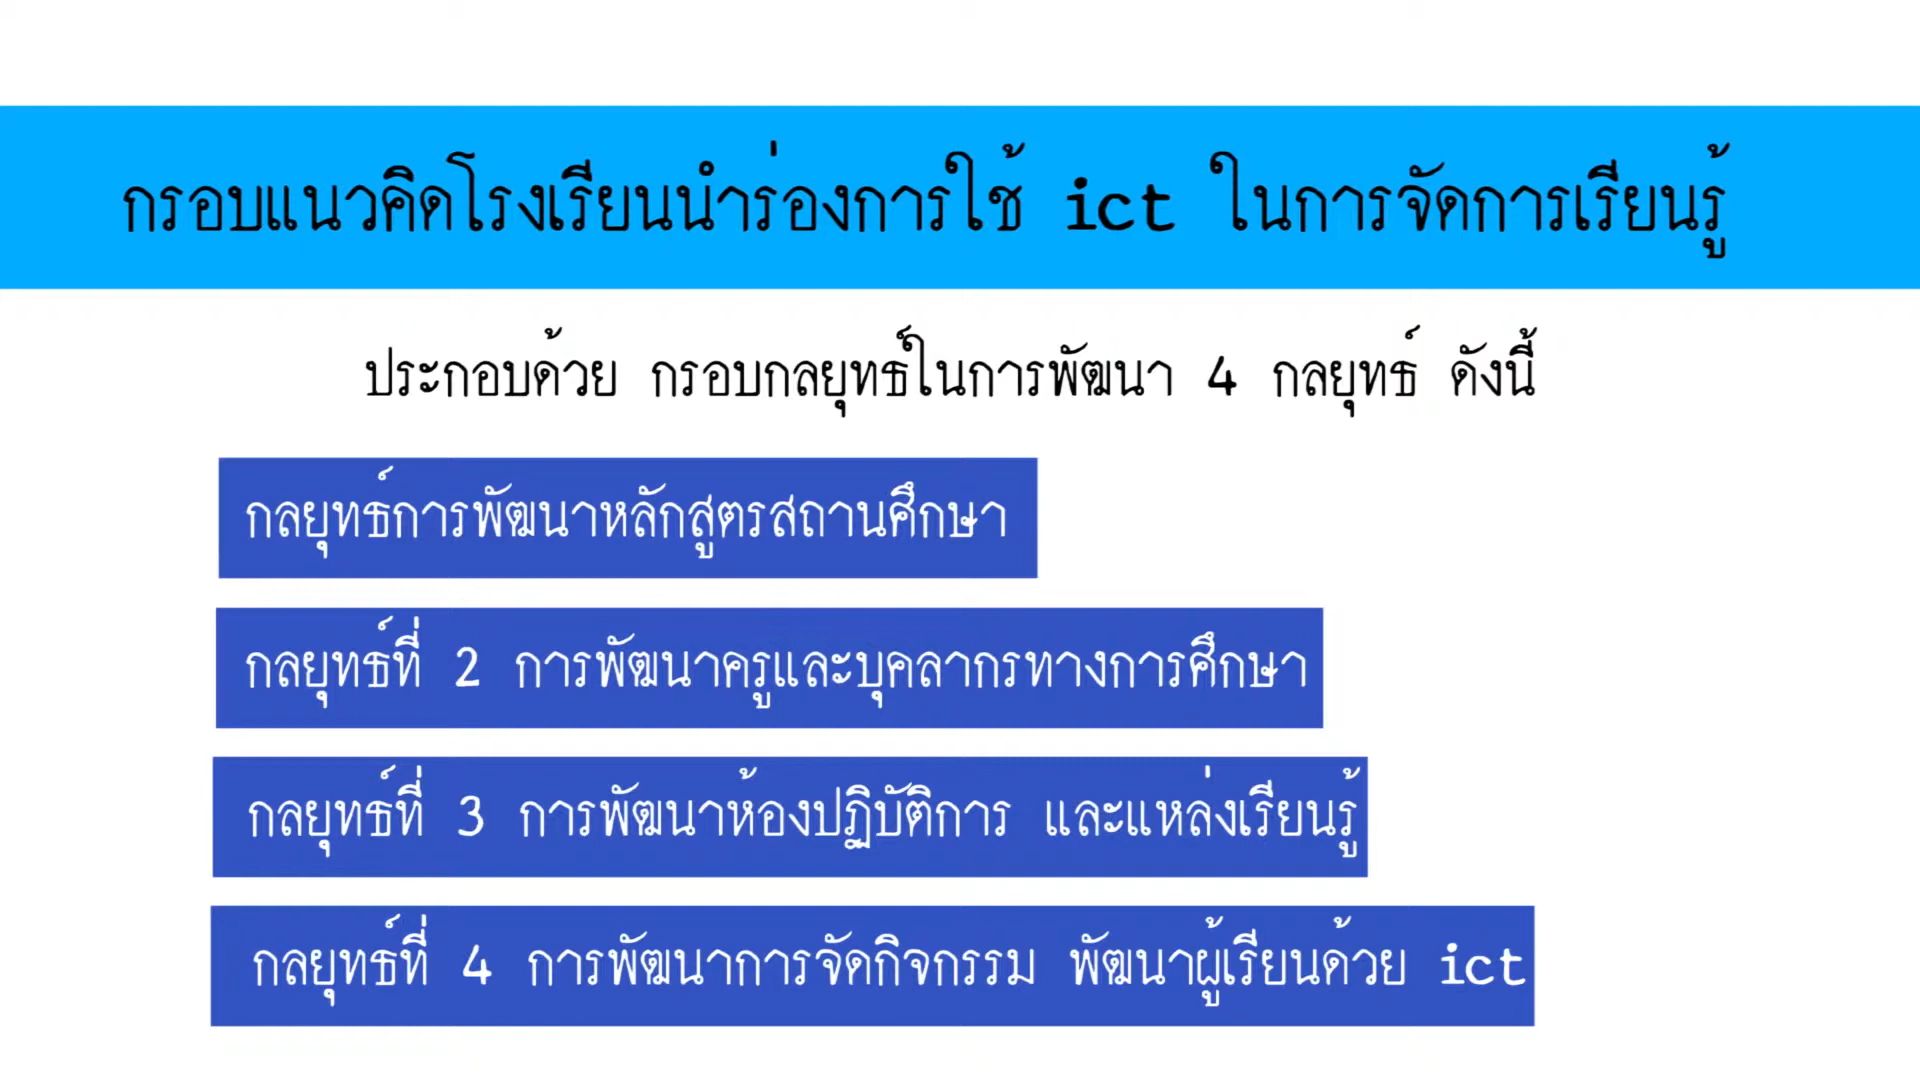 กรอบแนวคิดโรงเรียนนำร่องการใช้ ict ในการจัดการเรียนรู้
ประกอบด้วย กรอบกลยุทธ์ในการพัฒนา 4 กลยุทธ์ ดังนี้
กลยุทธ์การพัฒนาหลักสูตรสถานศึกษา
กลยุทธ์ที่ 2 การพัฒนาครูและบุคลากรทางการศึกษา
กลยุทธ์ที่ 3 การพัฒนาห้องปฏิบัติการ และแหล่งเรียนรู้
กลยุทธ์ที่ 4 การพัฒนาการจัดกิจกรรม พัฒนาผู้เรียนด้วย ict